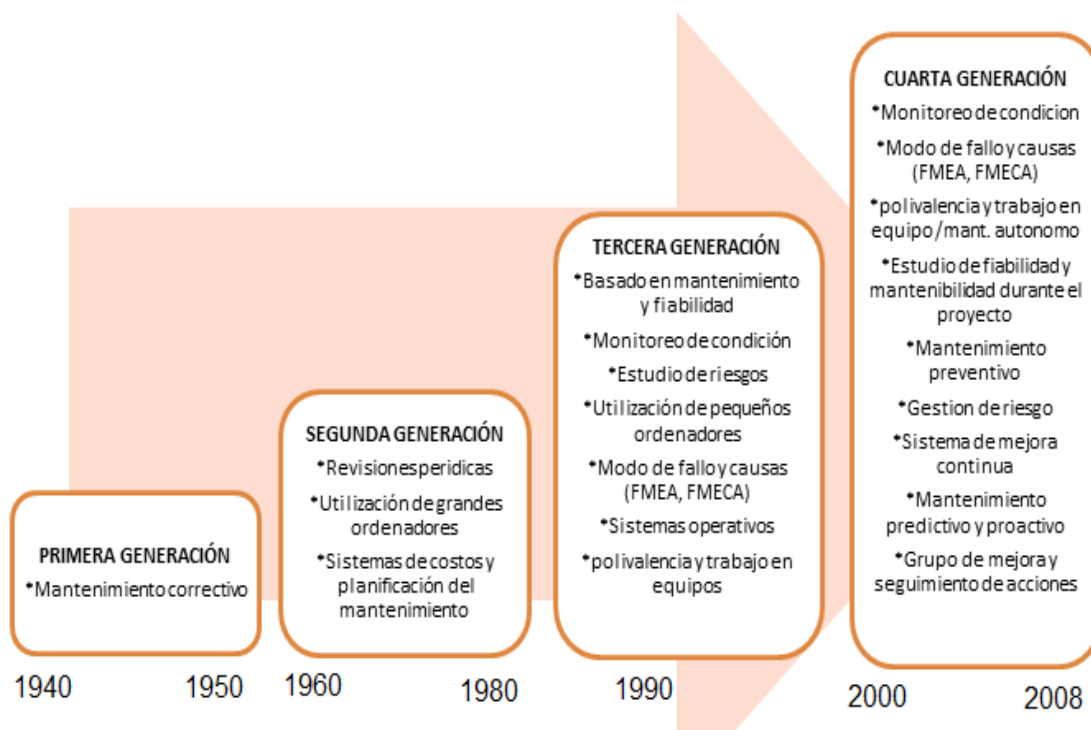 PRIMERA GENERACIÓN
*Mantenimiento correctivo
SEGUNDA GENERACIÓN
*Revisiones peridicas
*Utilización de grandes
ordenadores
*Sistemas de costos y
planificación del
mantenimiento
TERCERA GENERACIÓN
*Basado en mantenimiento
y fiabilidad
*Monitoreo de condición
*Estudio de riesgos
*Utilización de pequeños
ordenadores
*Modo de fallo y causas
(FMEA, FMECA)
*Sistemas operativos
*polivalencia y trabajo en
equipos
CUARTA GENERACIÓN
*Monitoreo de condicion
*Modo de fallo y causas
(FMEA, FMECA)
*polivalencia y trabajo en
equipo/mant. autonomo
*Estudio de fiabilidad y
mantenibilidad durante el
proyecto
*Mantenimiento
preventivo
*Gestion de riesgo
*Sistema de mejora
continua
*Mantenimiento
predictivo y proactivo
*Grupo de mejora y
seguimiento de acciones
1940 1950 1960 1980 1990 2000 2008